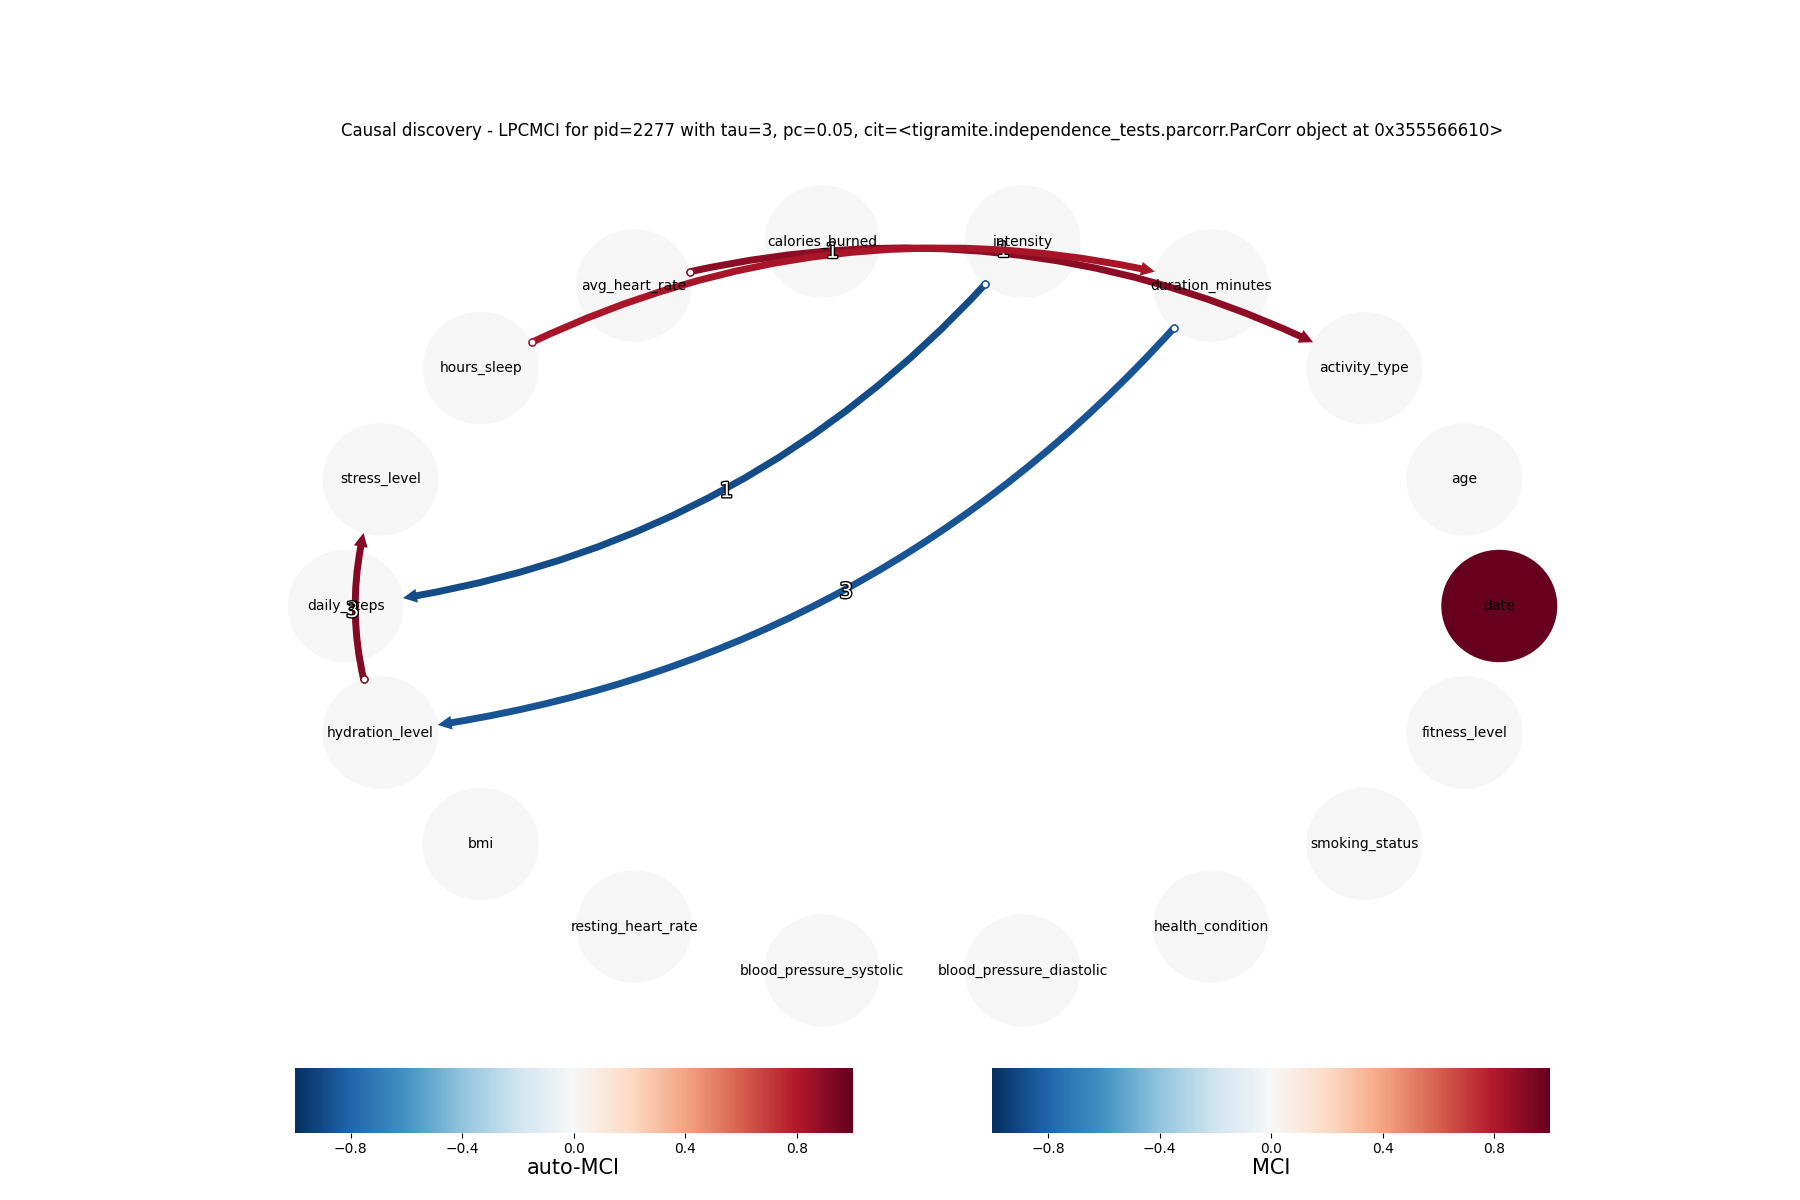 Causal discovery - LPCMCI for pid=2277 with tau=3, pc=0.05, cit=<tigramite.independence_tests.parcorr.ParCorr object at 0x355566610>
calories_burned
intensity
1
avg_heart_rate
duration_minutes
hours_sleep
activity_type
stress_level
age
1
3
daily_steps
3
date
hydration_level
fitness_level
bmi
smoking_status
resting_heart_rate
health_condition
blood_pressure_systolic
blood_pressure_diastolic
−0.8 −0.4 0.0 0.4 0.8
auto-MCI
−0.8 −0.4 0.0 0.4 0.8
MCI